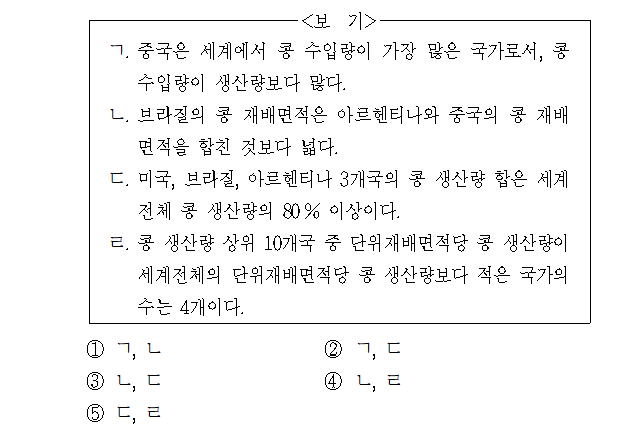 <보 기>
ㄱ. 중국은 세계에서 콩 수입량이 가장 많은 국가로서, 콩
수입량이 생산량보다 많다.
ㄴ. 브라질의 콩 재배면적은 아르헨티나와 중국의 콩 재배
면적을 합친 것보다 넓다.
ㄷ. 미국, 브라질, 아르헨티나 3개국의 콩 생산량 합은 세계
전체 콩 생산량의 80% 이상이다.
ㄹ. 콩 생산량 상위 10개국 중 단위재배면적당 콩 생산량이
세계전체의 단위재배면적당 콩 생산량보다 적은 국가의
수는 4개이다.
① ㄱ, ㄴ ② ㄱ, ㄷ
③ ㄴ, ㄷ ④ ㄴ, ㄹ
⑤ ㄷ, ㄹ